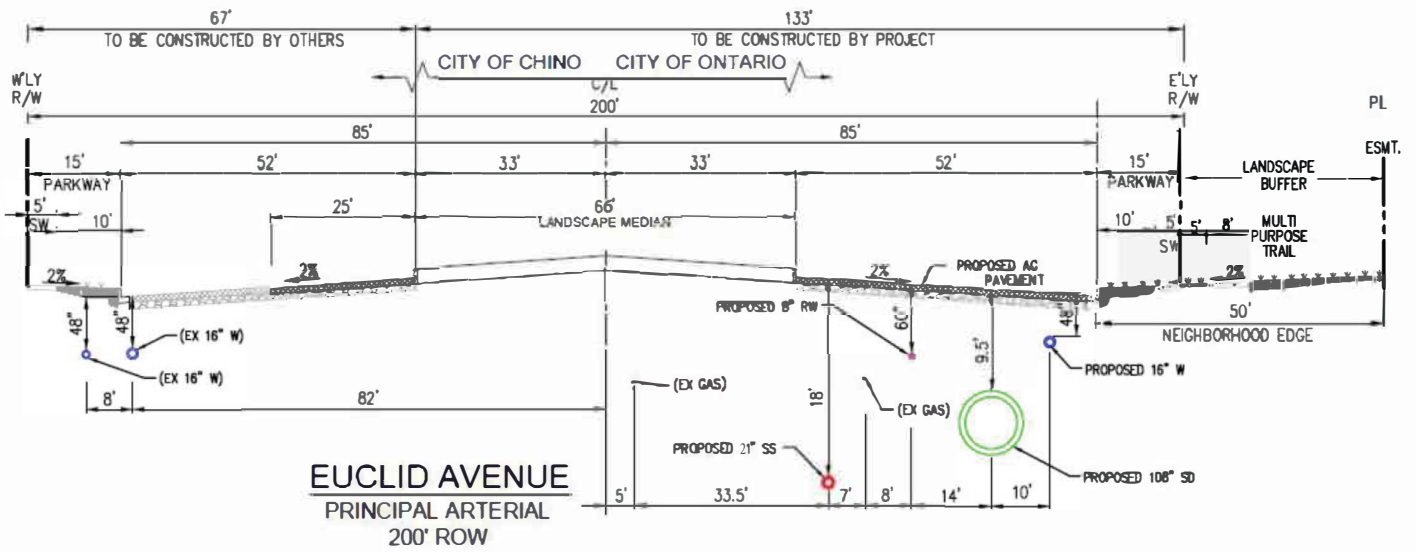 67'
133'
TO BE CONSTRUCTED BY OTHERS
TO BE CONSTRUCTED BY PROJECT
CITY OF CHINO CITY OF ONTARIO
C/L
W'LY
R/W
E'LY
R/W
PL
200'
85'
85'
ESMT.
15'
52'
33'
33'
52'
15'
LANDSCAPE
BUFFER
PARKWAY
PARKWAY
5'
SW
10'
25'
66'
LANDSCAPE MEDIAN
10'
5'
SW
5'
8'
MULTI
PURPOSE
TRAIL
2%
2%
2%
2%
PROPOSED AC
PAVEMENT
48"
48"
(EX 16" W)
(EX 16" W)
PROPOSED 8" RW
60"
9.5'
48"
50'
NEIGHBORHOOD EDGE
PROPOSED 16" W
8'
82'
(EX GAS)
18'
(EX GAS)
PROPOSED 21" SS
PROPOSED 108" SD
5'
33.5'
7'
8'
14'
10'
EUCLID AVENUE
PRINCIPAL ARTERIAL
200' ROW